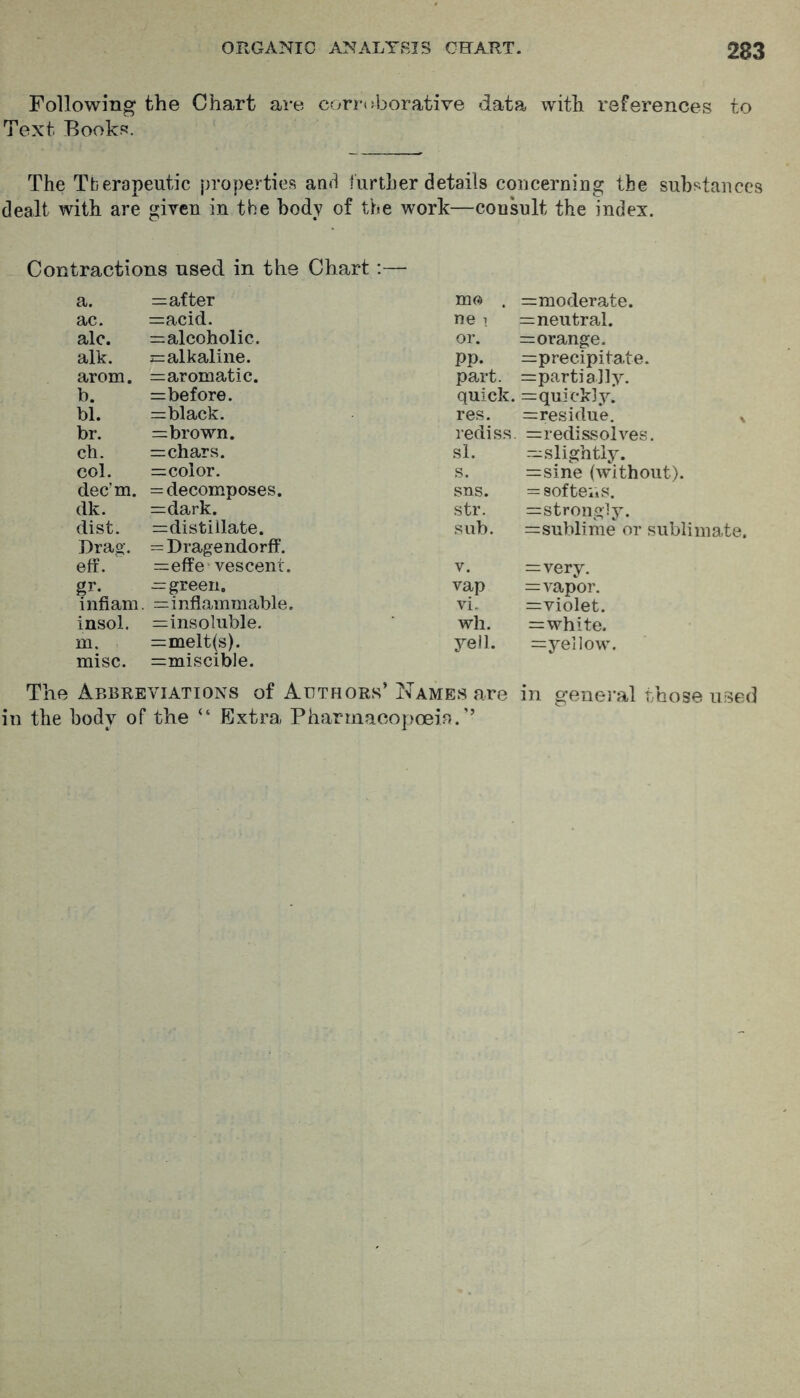 ORGANIC ANALYSIS CHART. 283
Following the Chart are corroborative data with references to
Text Books.
The Therapeutic properties and further details concerning the substances
dealt with are given in the body of the work—consult the index.
Contractions used in the Chart :—
a. =after
ac. =acid.
alc. =alcoholic.
alk. =alkaline.
arom. =aromatic.
b. =before.
bl. =black.
br. =brown.
ch. =chars.
col. =color.
dec'm. =decomposes.
dk. =dark.
dist. =distillate.
Drag. =Dragendorff.
eff. =effe vescent.
gr. =green.
inflam. =inflammable.
insol. =insoluble.
m. =melt(s).
misc. =miscible.
mo . =moderate.
ne =neutral.
or. =orange.
pp. =precipitate.
part. =partially.
quick. =quickly.
res. =residue.
rediss. =redissolves.
sl. =slightly.
s. =sine (without).
sns. =softens.
str. =strongly.
sub. =sublime or sublimate.
v. =very.
vap =vapor.
vi. =violet.
wh. =white.
yell. =yellow.
The ABBREVIATIONS of AUTHORS' NAMES are in general those used
in the body of the “ Extra Pharmacopœia.”